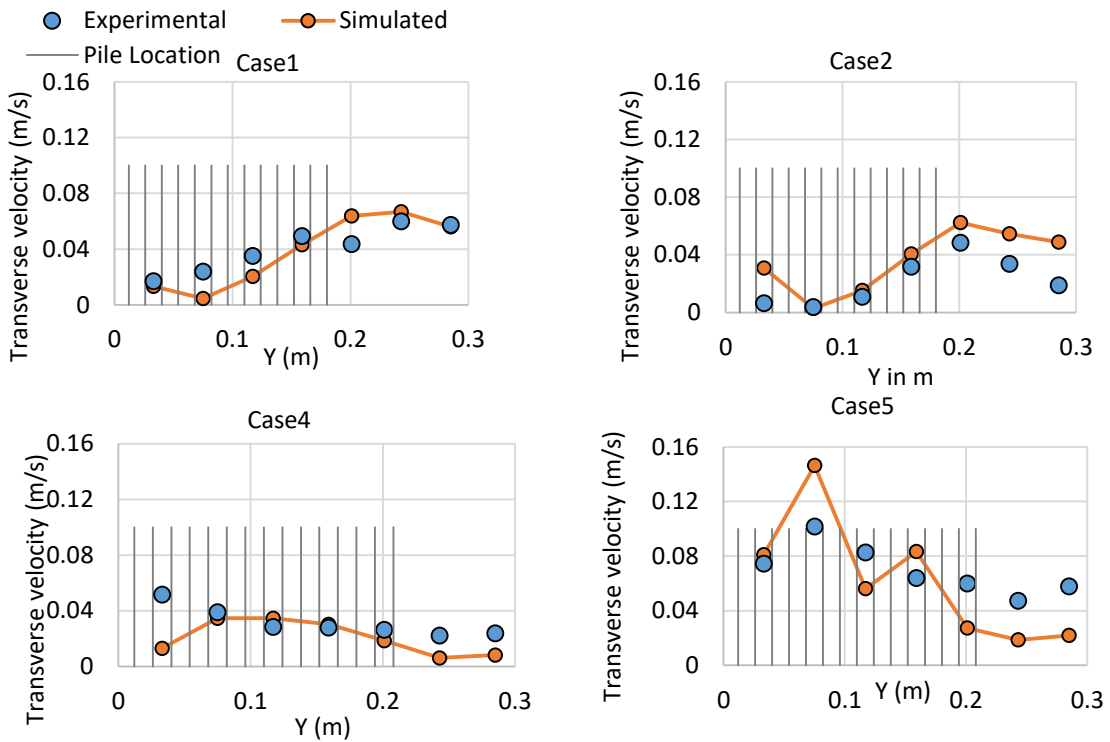 Experimental
Simulated
Pile Location
Case1
Transverse velocity (m/s)
0.16
0.12
0.08
0.04
0
0
0.1
0.2
0.3
Y (m)
Case2
Transverse velocity (m/s)
0.16
0.12
0.08
0.04
0
0
0.1
0.2
0.3
Y in m
Case4
Transverse velocity (m/s)
0.16
0.12
0.08
0.04
0
0
0.1
0.2
0.3
Y (m)
Case5
Transverse velocity (m/s)
0.16
0.12
0.08
0.04
0
0
0.1
0.2
0.3
Y (m)